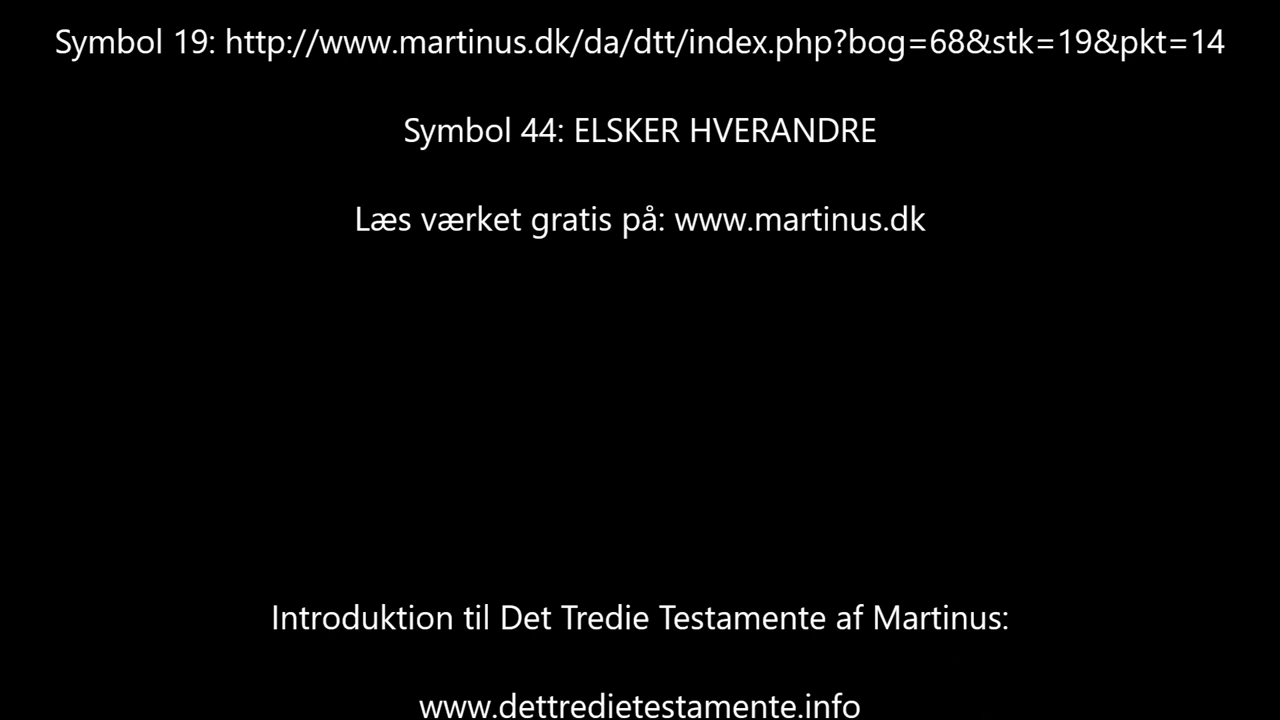 Symbol 19: http://www.martinus.dk/da/dtt/index.php?bog=68&stk=19&pkt=14
Symbol 44: ELSKER HVERANDRE
Læs værket gratis på: www.martinus.dk
Introduktion til Det Tredie Testamente af Martinus:
www.dettredietestamente.info